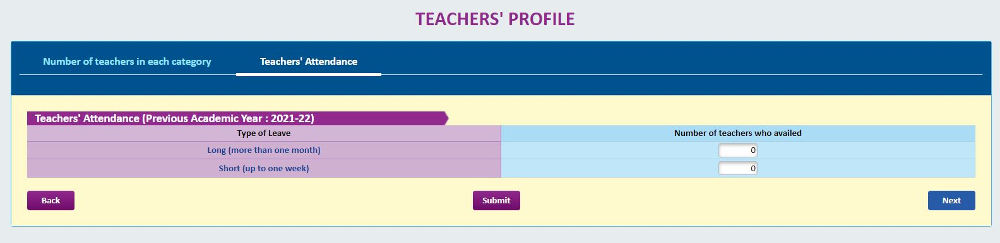 TEACHERS' PROFILE
Number of teachers in each category Teachers' Attendance
Teachers' Attendance (Previous Academic Year : 2021-22)
Type of Leave Number of teachers who availed
Long (more than one month) 0
Short (up to one week) 0
Back Submit Next